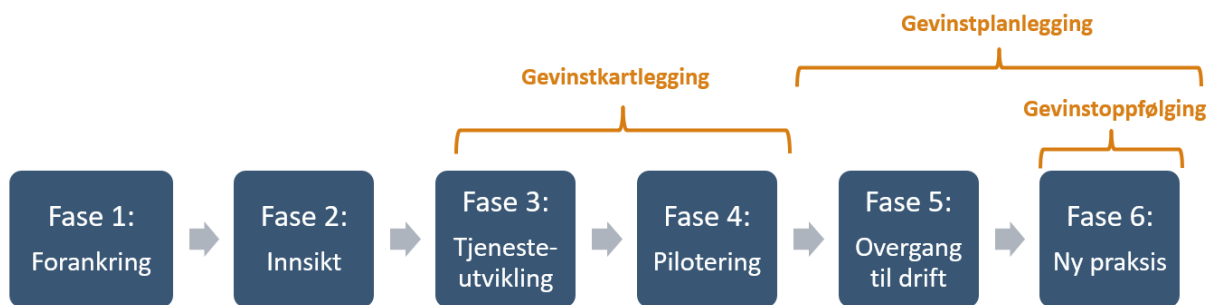 Gevinstplanlegging
Gevinstkartlegging
Gevinstoppfølging
Fase 1:
Forankring
Fase 2:
Innsikt
Fase 3:
Tjeneste-
utvikling
Fase 4:
Pilotering
Fase 5:
Overgang
til drift
Fase 6:
Ny praksis